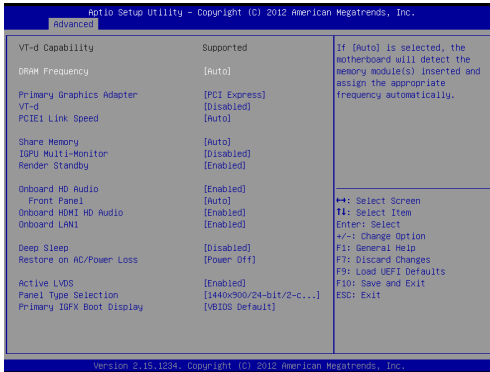 Aptio Setup Utility – Copyright (C) 2012 American Megatrends, Inc.
Advanced
VT-d Capability Supported
DRAM Frequency [Auto]
Primary Graphics Adapter [PCI Express]
VT-d [Disabled]
PCIE1 Link Speed [Auto]
Share Memory [Auto]
IGPU Multi-Monitor [Disabled]
Render Standby [Enabled]
Onboard HD Audio [Enabled]
Front Panel [Auto]
Onboard HDMI HD Audio [Enabled]
Onboard LAN1 [Enabled]
Deep Sleep [Disabled]
Restore on AC/Power Loss [Power Off]
Active LVDS [Enabled]
Panel Type Selection [1440x900/24-bit/2-c...]
Primary IGFX Boot Display [VBIOS Default]
If [Auto] is selected, the
motherboard will detect the
memory module(s) inserted and
assign the appropriate
frequency automatically.
↔: Select Screen
↑↓: Select Item
Enter: Select
+/-: Change Option
F1: General Help
F7: Discard Changes
F9: Load UEFI Defaults
F10: Save and Exit
ESC: Exit
Version 2.15.1234. Copyright (C) 2012 American Megatrends, Inc.